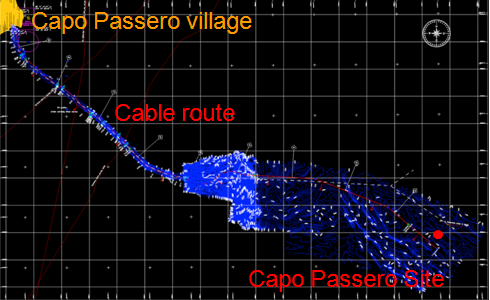 Capo Passero village
Cable route
Capo Passero Site